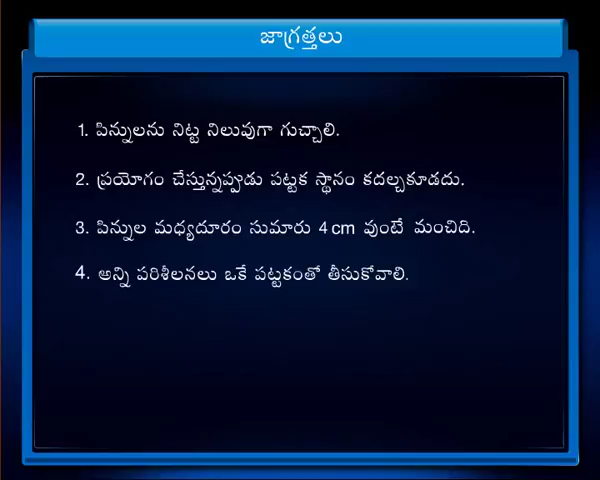 జాగ్రత్తలు
1. పిన్నులను నిట్ట నిలువుగా గుచ్చాలి.
2. ప్రయోగం చేస్తున్నప్పుడు పట్టక స్థానం కదల్చకూడదు.
3. పిన్నుల మధ్యదూరం సుమారు 4 cm వుంటే మంచిది.
4. అన్ని పరిశీలనలు ఒకే పట్టకంతో తీసుకోవాలి.